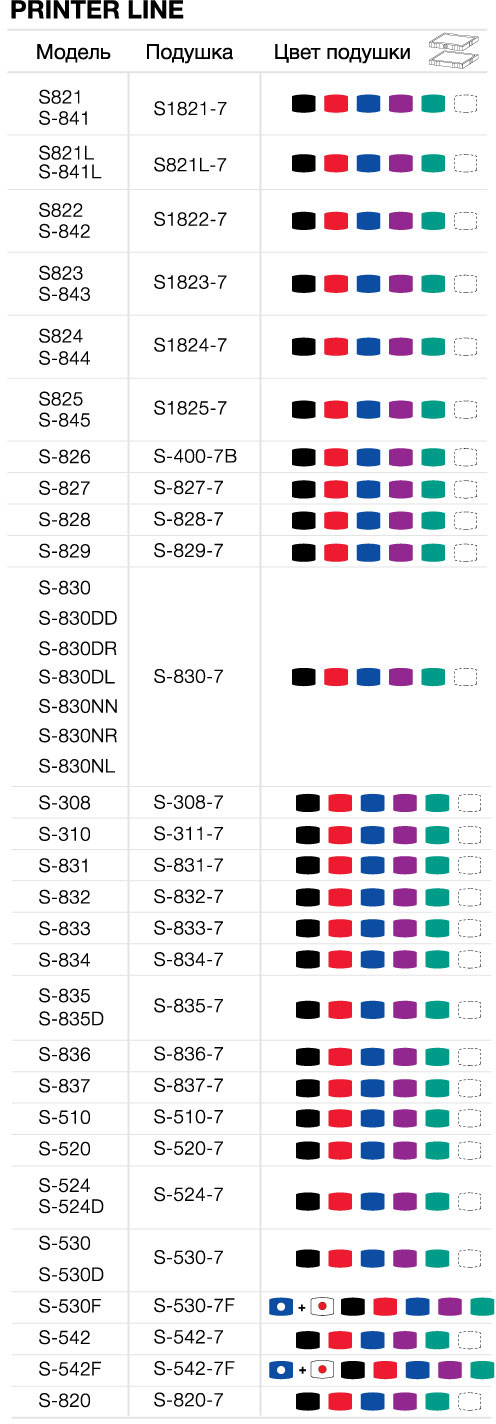 PRINTER LINE
Модель Подушка Цвет подушки
S821
S-841
S1821-7
S821L
S-841L
S821L-7
S822
S-842
S1822-7
S823
S-843
S1823-7
S824
S-844
S1824-7
S825
S-845
S1825-7
S-826 S-400-7B
S-827 S-827-7
S-828 S-828-7
S-829 S-829-7
S-830
S-830DD
S-830DR
S-830DL
S-830NN
S-830NR
S-830NL
S-830-7
S-308 S-308-7
S-310 S-311-7
S-831 S-831-7
S-832 S-832-7
S-833 S-833-7
S-834 S-834-7
S-835
S-835D
S-835-7
S-836 S-836-7
S-837 S-837-7
S-510 S-510-7
S-520 S-520-7
S-524
S-524D
S-524-7
S-530
S-530D
S-530-7
S-530F S-530-7F +
S-542 S-542-7
S-542F S-542-7F +
S-820 S-820-7